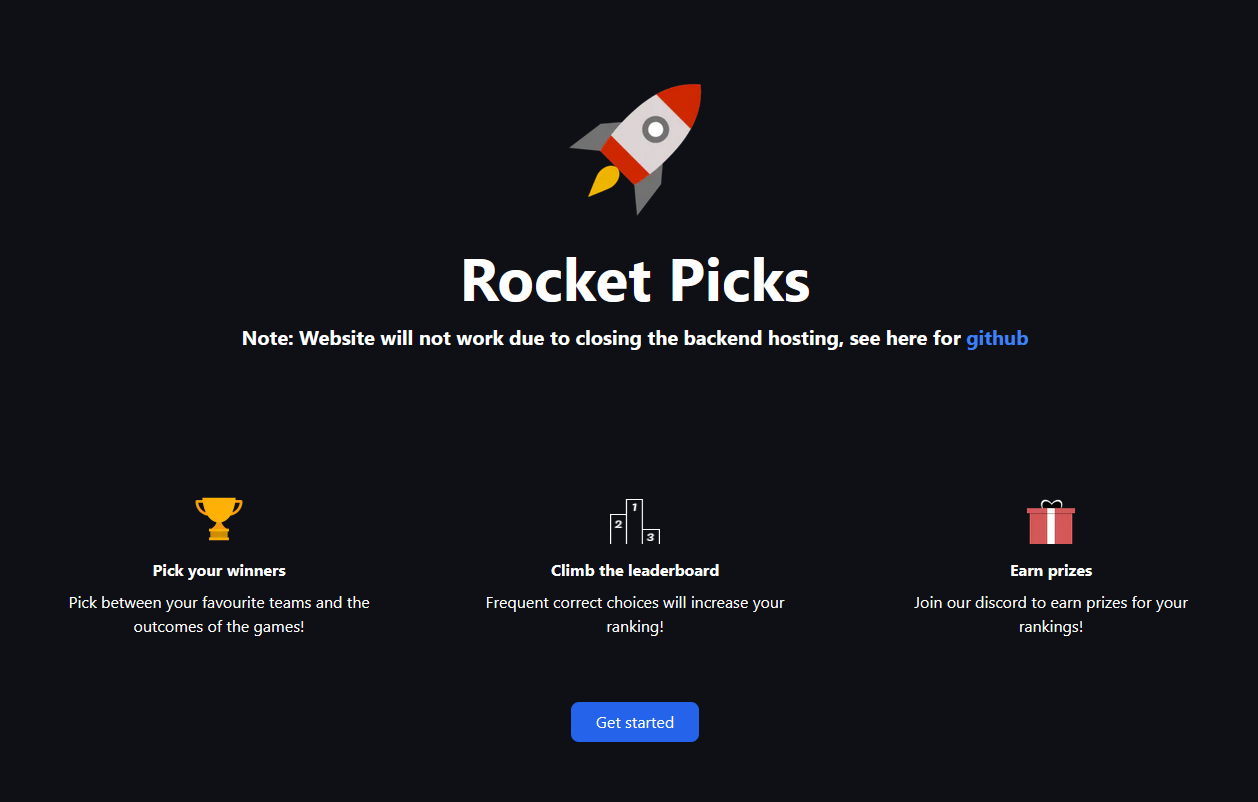 Rocket Picks
Note: Website will not work due to closing the backend hosting, see here for github
1
2
3
Pick your winners
Pick between your favourite teams and the
outcomes of the games!
Climb the leaderboard
Frequent correct choices will increase your
ranking!
Earn prizes
Join our discord to earn prizes for your
rankings!
Get started